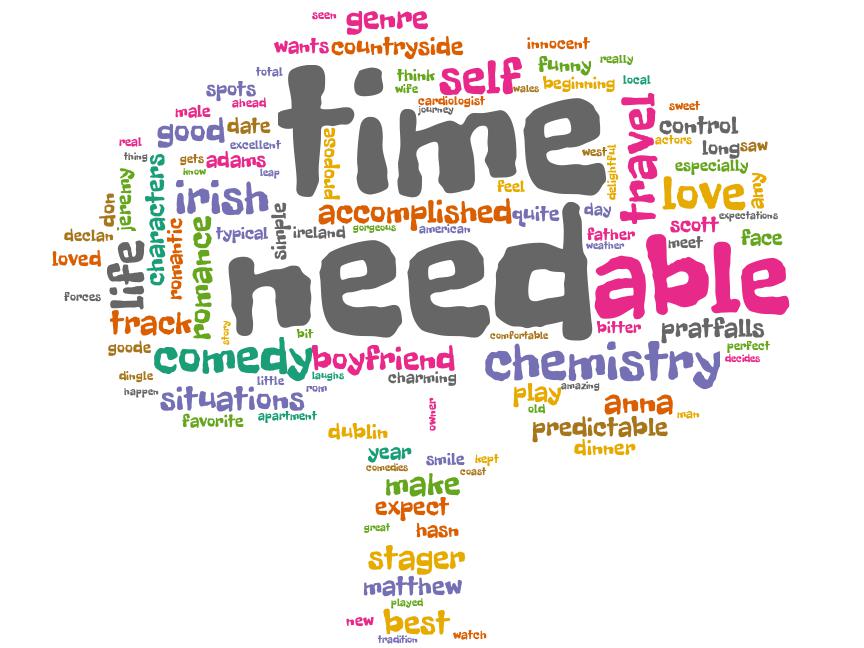 seen genre
wants countryside innocent
total think self funny really
spots wife wales beginning local
male ahead cardiologist sweet
journey
time
good date propose travel control
excellent actors
real long saw
thing gets adams west especially
know leap delightful
characters irish feel love amy
jeremy don
accomplished quite day expectations
simple ireland gorgeous american scott
declan typical father meet face
weather
loved life romantic romance
need able
forces
track story bit comfortable bitter pratfalls
goode perfect
comedy boyfriend chemistry decides
dingle little laughs charming
happen situations rom play amazing
favorite apartment owner old anna man
dublin predictable
year smile kept dinner
comedies coast
make
expect
great hasn
stager
matthew
played
new best
tradition watch